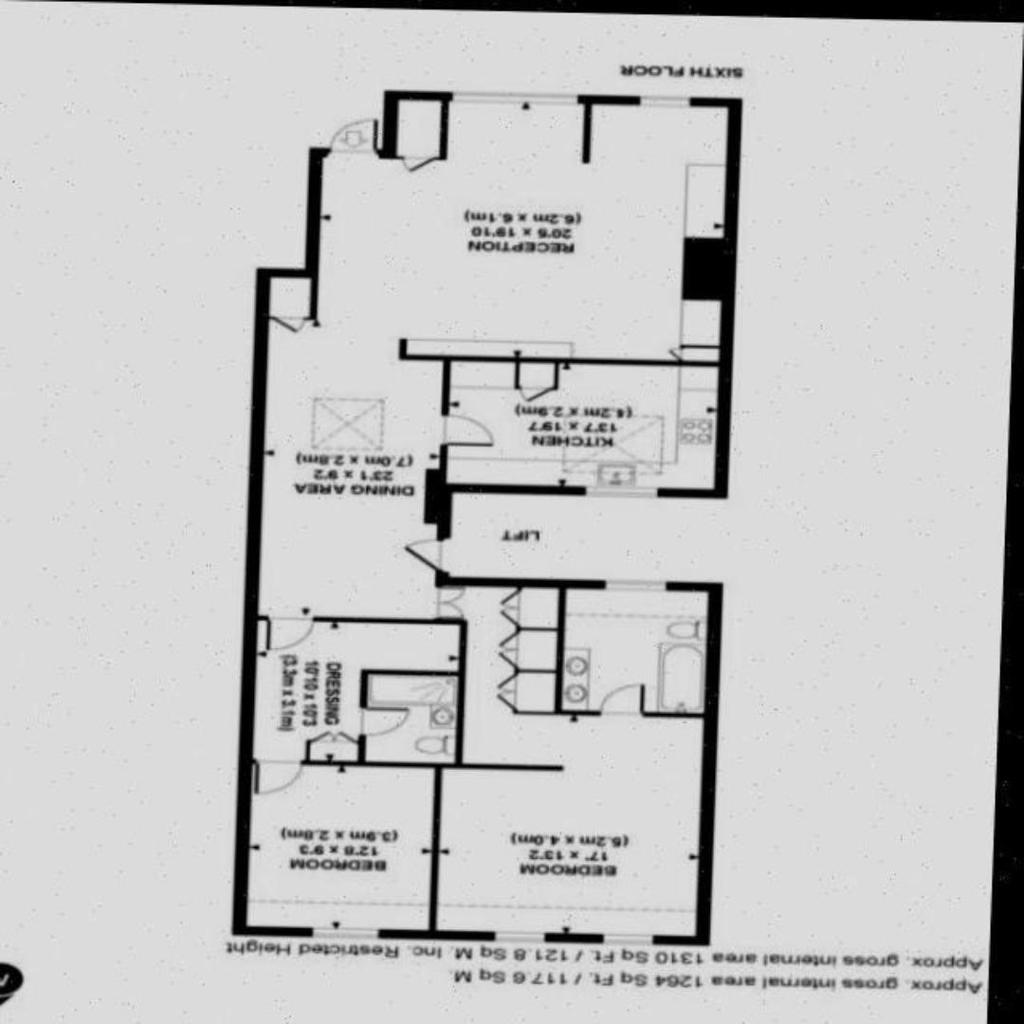 Approx. gross internal area 1264 Sq Ft. / 117.6 Sq M.
Approx. gross internal area 1310 Sq Ft. / 121.8 Sq M. Inc. Restricted Height
BEDROOM
17' x 13'2
(5.2m x 4.0m)
BEDROOM
12'8 x 9'3
(3.9m x 2.8m)
DRESSING
10'10 x 10'3
(3.3m x 3.1m)
LIFT
DINING AREA
23'1 x 9'2
(7.0m x 2.8m)
KITCHEN
13'7 x 19'7
(4.2m x 2.9m)
RECEPTION
20'5 x 19'10
(6.2m x 6.1m)
SIXTH FLOOR